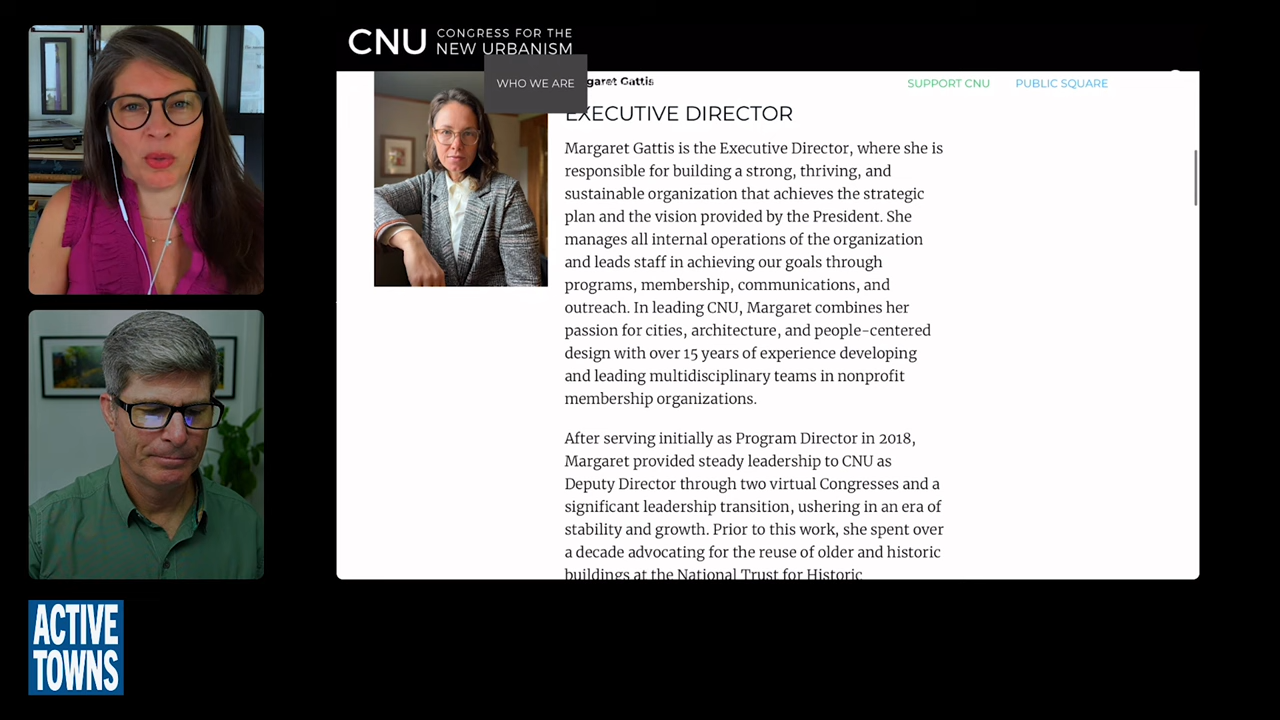 CNU CONGRESS FOR THE
NEW URBANISM
WHO WE ARE
Gattis
SUPPORT CNU
PUBLIC SQUARE
EXECUTIVE DIRECTOR
Margaret Gattis is the Executive Director, where she is
responsible for building a strong, thriving, and
sustainable organization that achieves the strategic
plan and the vision provided by the President. She
manages all internal operations of the organization
and leads staff in achieving our goals through
programs, membership, communications, and
outreach. In leading CNU, Margaret combines her
passion for cities, architecture, and people-centered
design with over 15 years of experience developing
and leading multidisciplinary teams in nonprofit
membership organizations.
After serving initially as Program Director in 2018,
Margaret provided steady leadership to CNU as
Deputy Director through two virtual Congresses and a
significant leadership transition, ushering in an era of
stability and growth. Prior to this work, she spent over
a decade advocating for the reuse of older and historic
buildings at the National Trust for Historic
ACTIVE
TOWNS